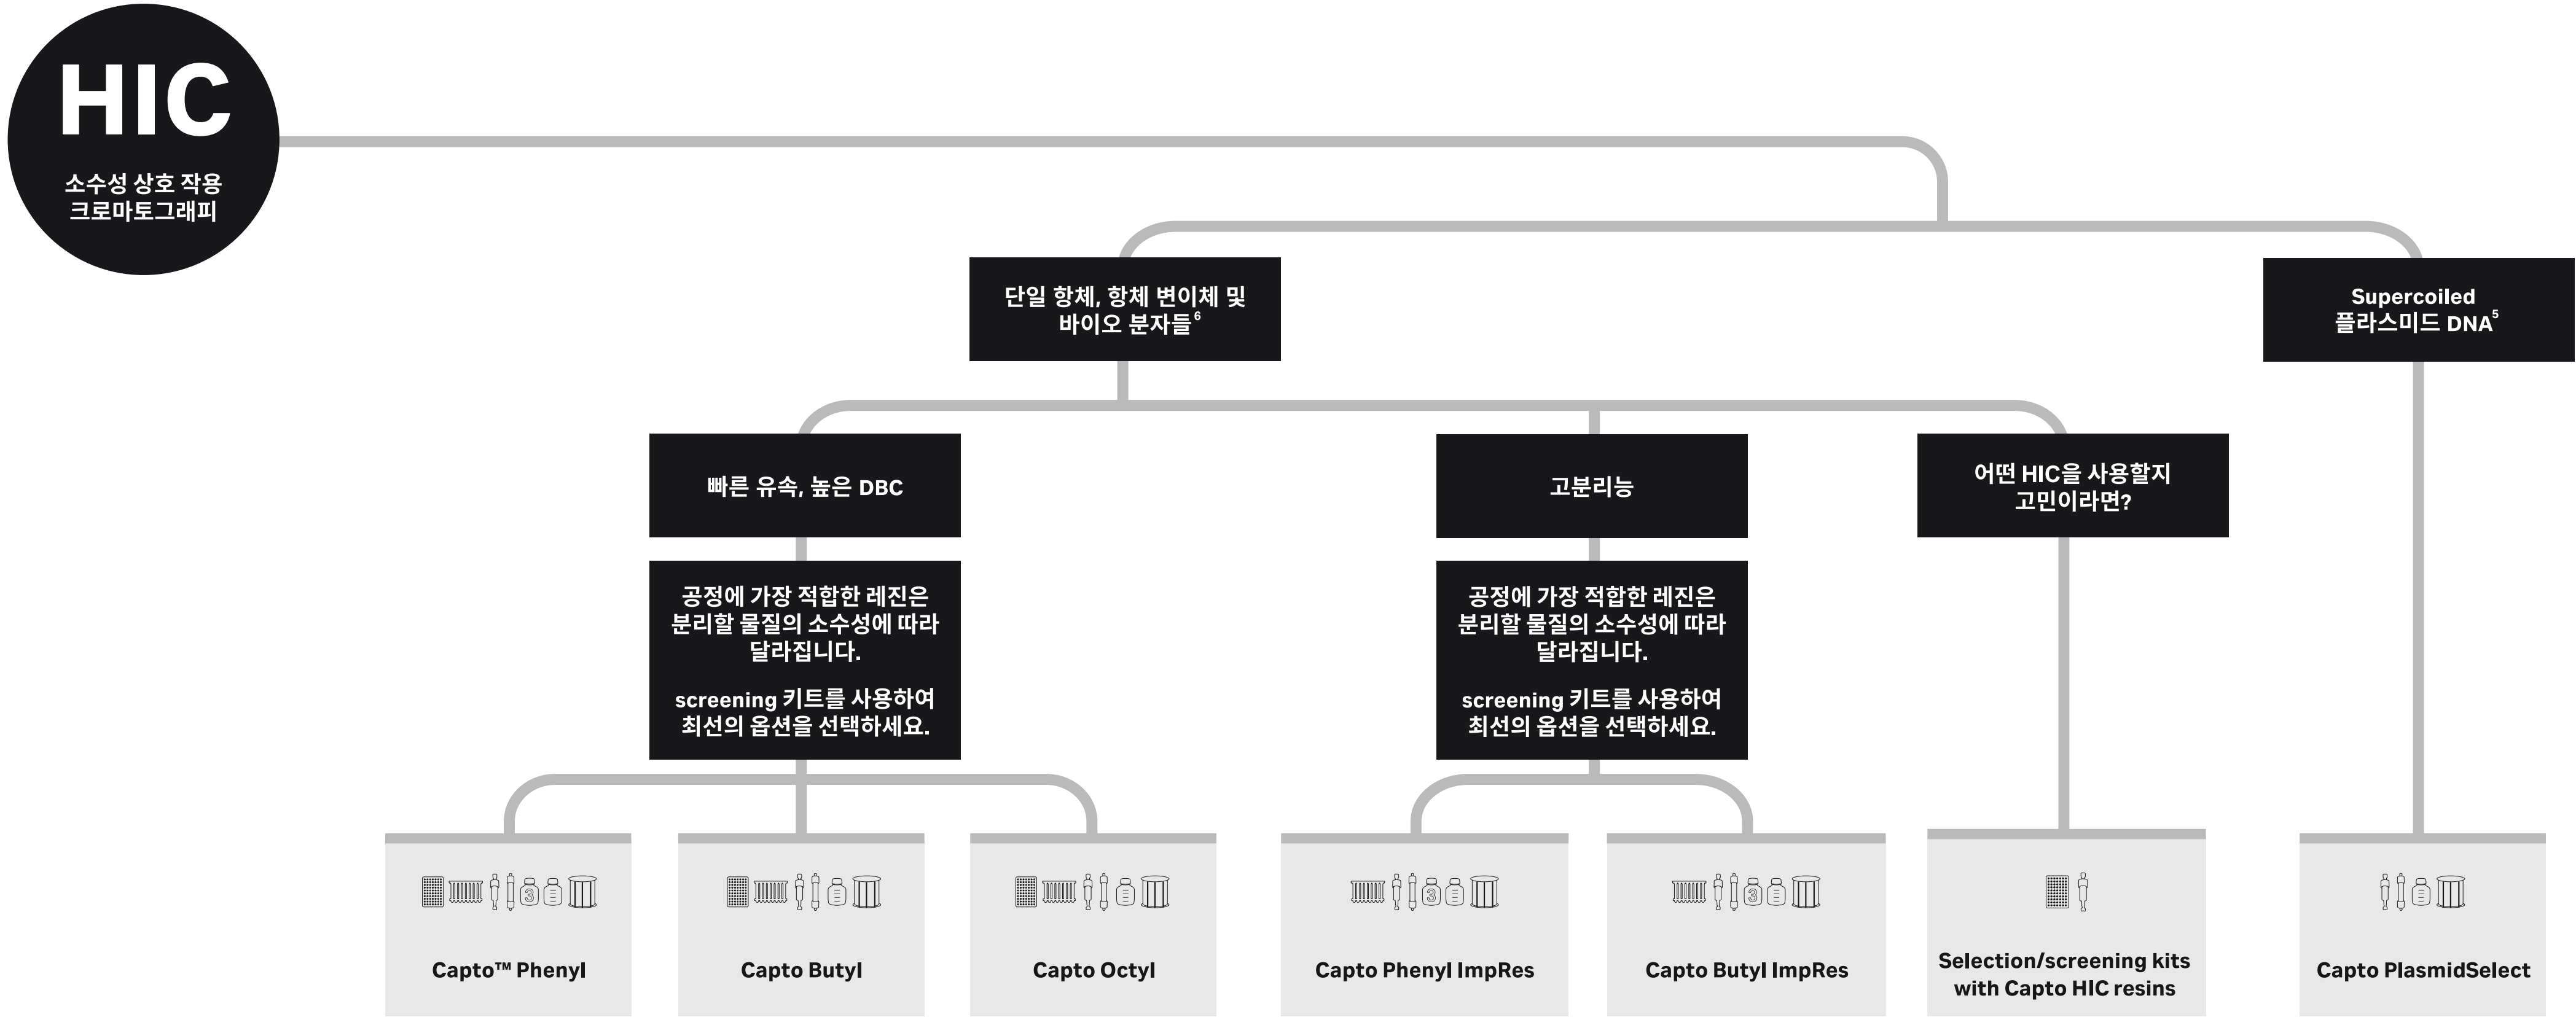 HIC
소수성 상호 작용
크로마토그래피
단일 항체, 항체 변이체 및
바이오 분자들6
Supercoiled
플라스미드 DNA5
빠른 유속, 높은 DBC
고분리능
어떤 HIC을 사용할지
고민이라면?
공정에 가장 적합한 레진은
분리할 물질의 소수성에 따라
달라집니다.
screening 키트를 사용하여
최선의 옵션을 선택하세요.
공정에 가장 적합한 레진은
분리할 물질의 소수성에 따라
달라집니다.
screening 키트를 사용하여
최선의 옵션을 선택하세요.
3
Capto™ Phenyl
Capto Butyl
Capto Octyl
3
Capto Phenyl ImpRes
3
Capto Butyl ImpRes
Selection/screening kits
with Capto HIC resins
Capto PlasmidSelect